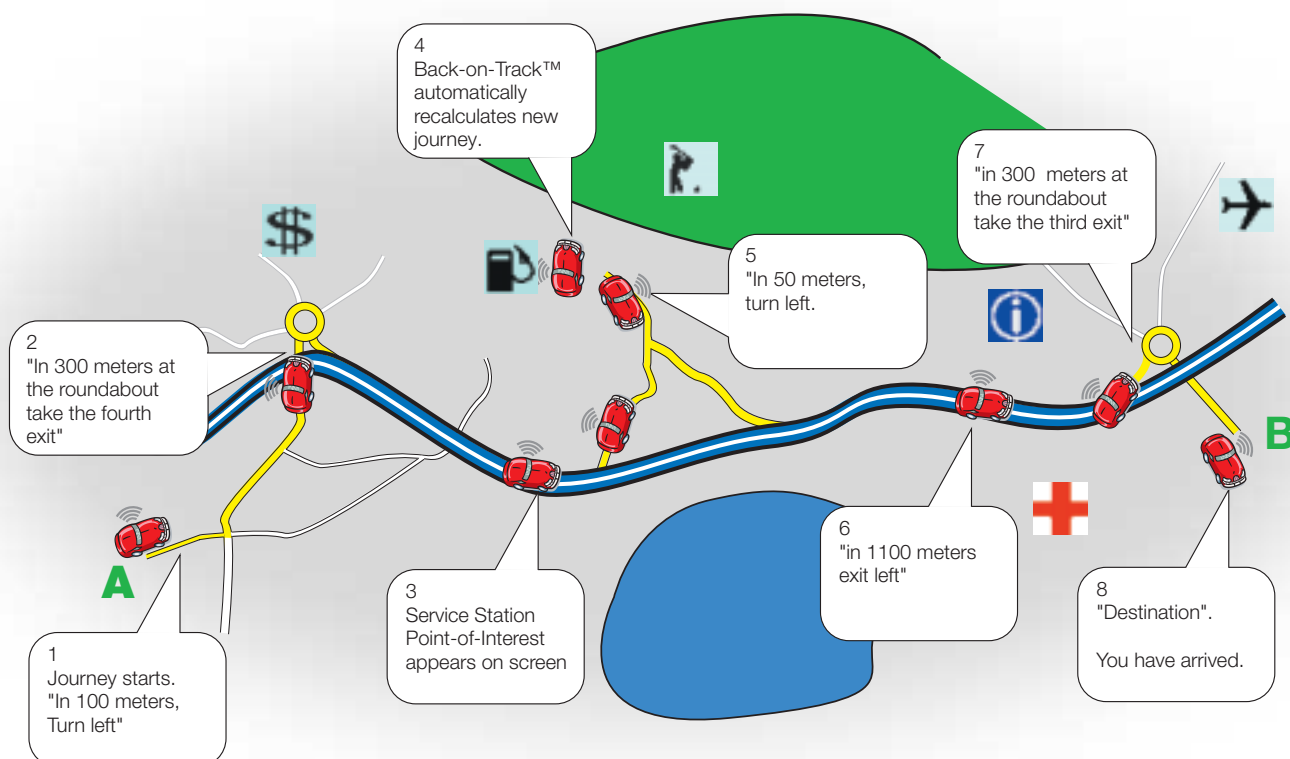 4
Back-on-Track™
automatically
recalculates new
journey.
7
"in 300 meters at
the roundabout
take the third exit"
$
5
"In 50 meters,
turn left.
i
2
"In 300 meters at
the roundabout
take the fourth
exit"
B
6
"in 1100 meters
exit left"
A
3
Service Station
Point-of-Interest
appears on screen
8
"Destination".
You have arrived.
1
Journey starts.
"In 100 meters,
Turn left"